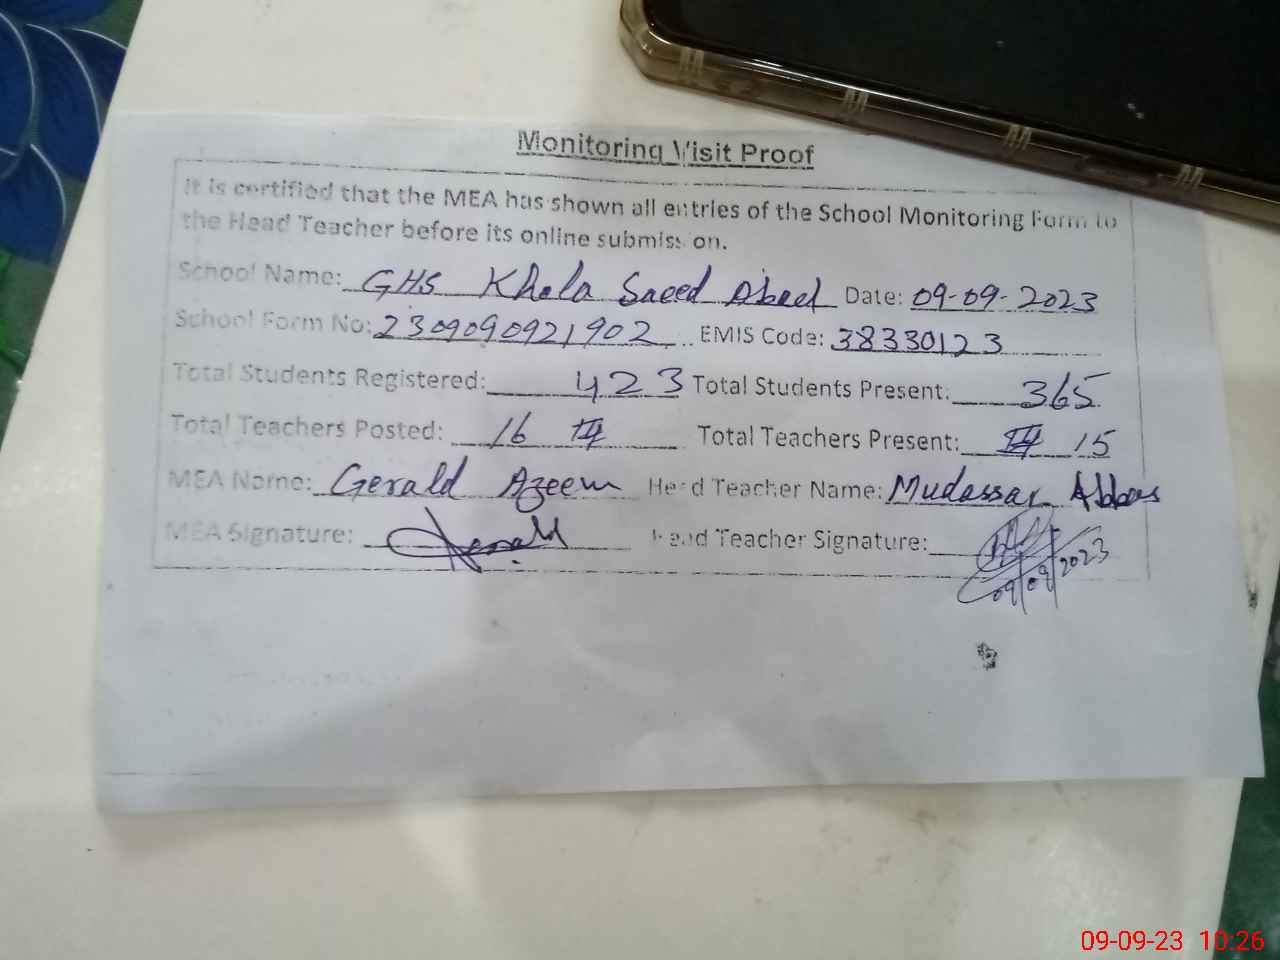 Monitoring Visit Proof
It is certified that the MEA has shown all entries of the School Monitoring Form to
the Head Teacher before its online submission.
School Name: GHS Khola Saeed Date: 09-09-2023
School Form No: 2309090921902 EMIS Code: 38330123
Total Students Registered: 423 Total Students Present: 365
Total Teachers Posted: 16 Total Teachers Present: 15
MEA Name: Gerald Azeem Head Teacher Name: Mudassar Abbas
MEA Signature: Gerald Head Teacher Signature:
09/09/2023
09-09-23 10:26